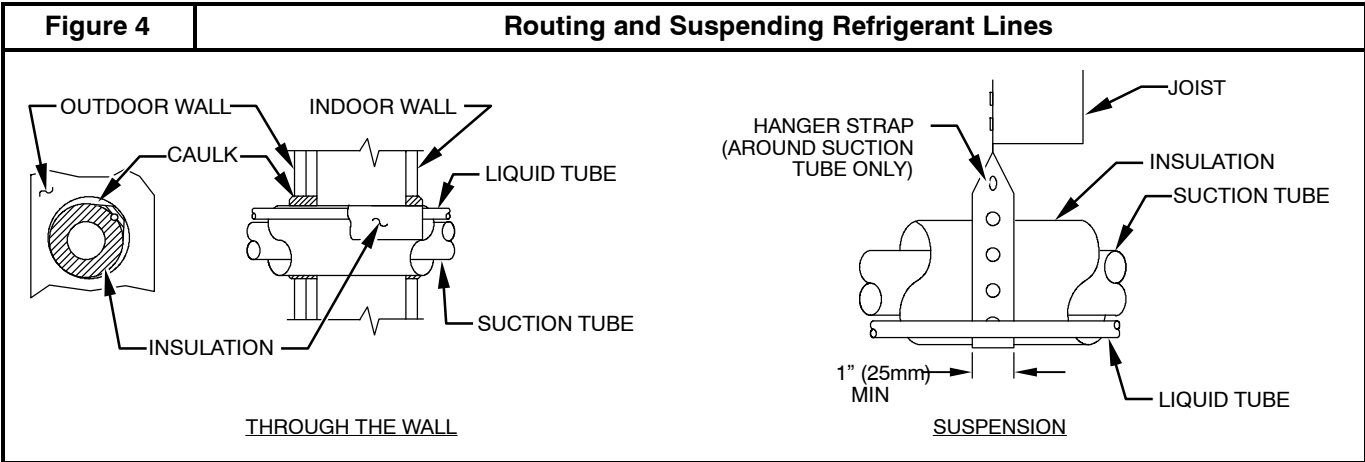 Figure 4
Routing and Suspending Refrigerant Lines
OUTDOOR WALL
INDOOR WALL
CAULK
LIQUID TUBE
SUCTION TUBE
INSULATION
THROUGH THE WALL
JOIST
HANGER STRAP
(AROUND SUCTION
TUBE ONLY)
INSULATION
SUCTION TUBE
1” (25mm)
MIN
LIQUID TUBE
SUSPENSION